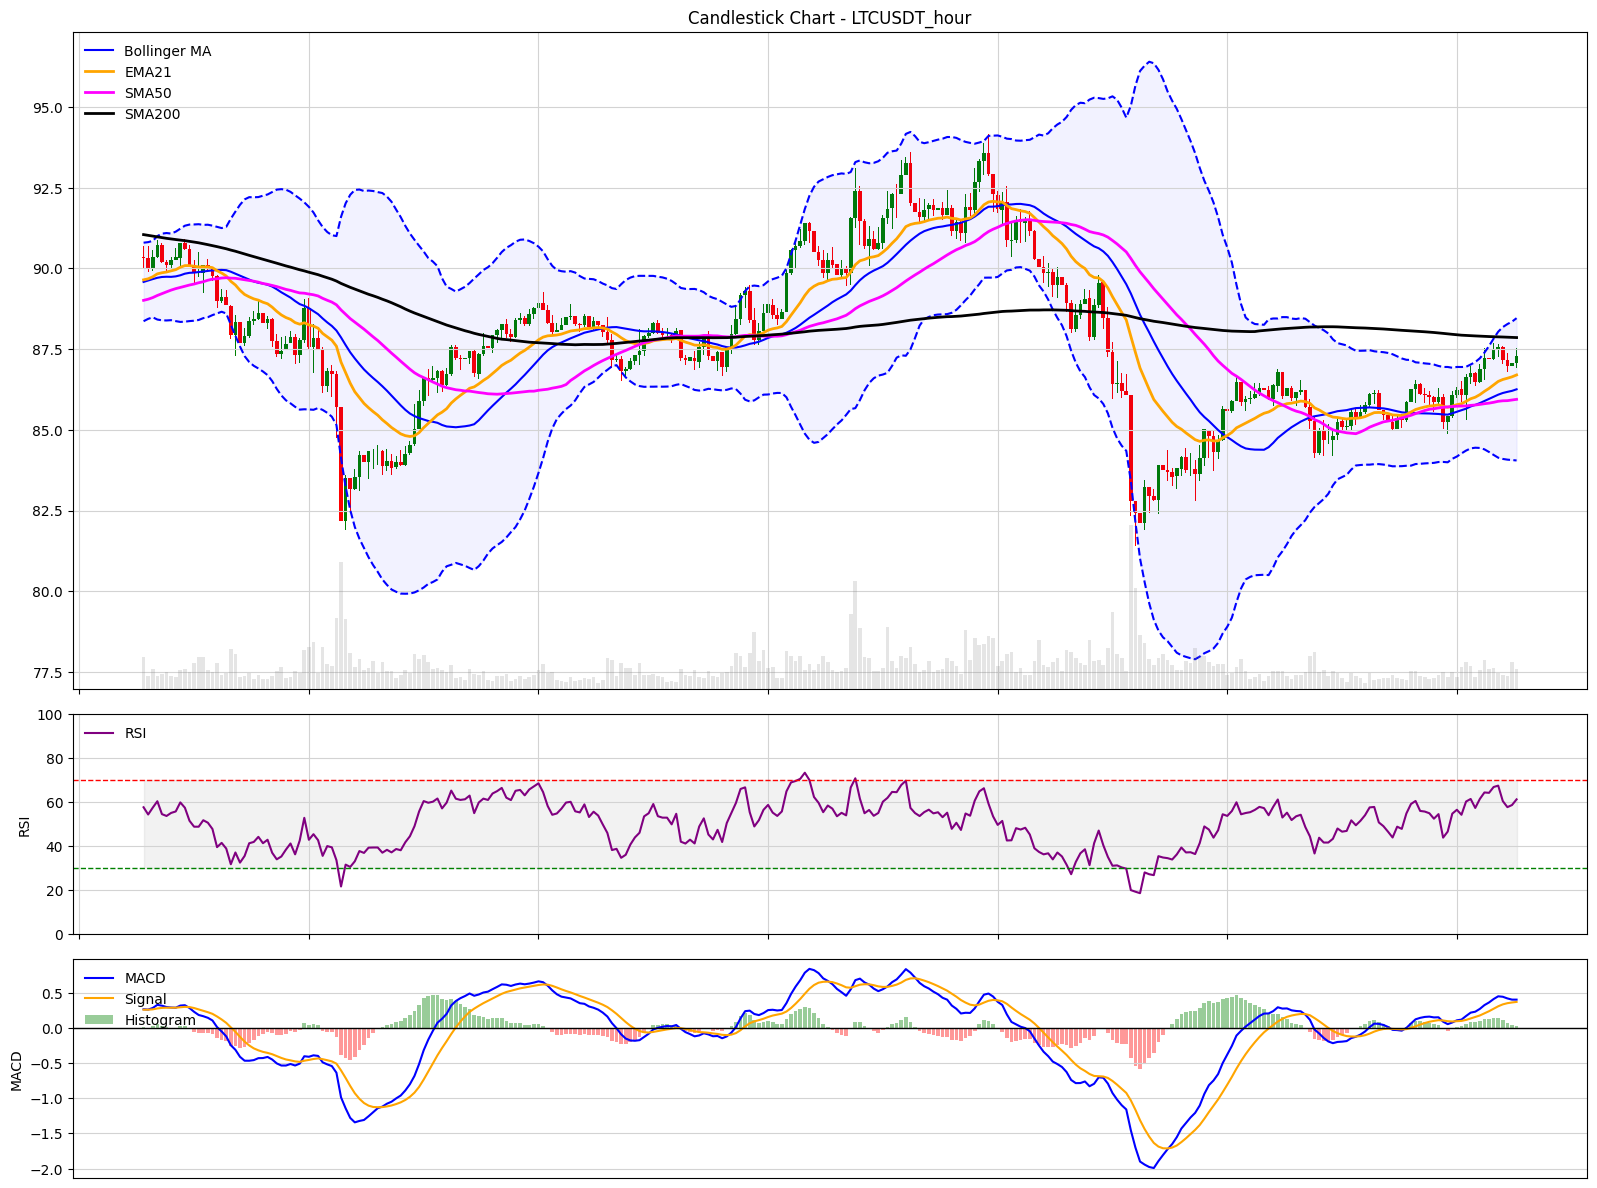 Candlestick Chart - LTCUSDT_hour
Bollinger MA
EMA21
SMA50
SMA200
95.0
92.5
90.0
87.5
85.0
82.5
80.0
77.5
RSI
100
80
60
40
20
0
RSI
MACD
Signal
Histogram
0.5
0.0
−0.5
−1.0
−1.5
−2.0
MACD